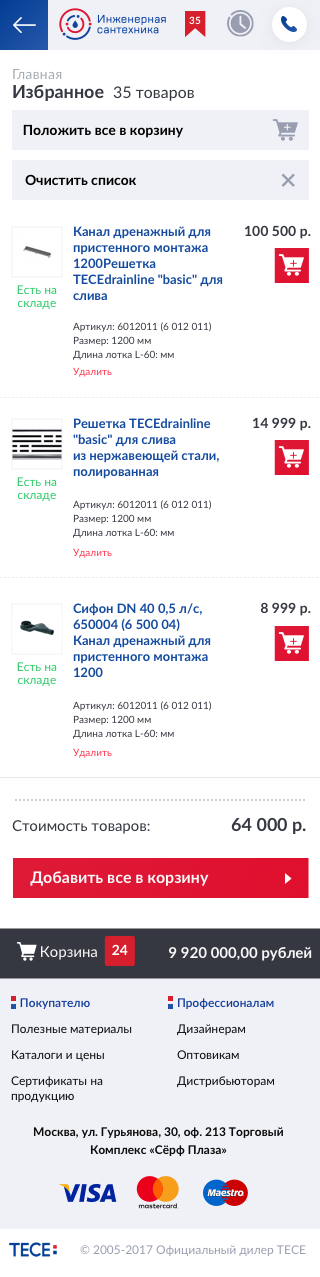 Инженерная
сантехника
35
Главная
Избранное 35 товаров
Положить все в корзину
Очистить список
Канал дренажный для
пристенного монтажа
1200Решетка
TECEdrainline "basic" для
слива
100 500 р.
Есть на
складе
Артикул: 6012011 (6 012 011)
Размер: 1200 мм
Длина лотка L-60: мм
Удалить
Решетка TECEdrainline
"basic" для слива
из нержавеющей стали,
полированная
14 999 р.
Есть на
складе
Артикул: 6012011 (6 012 011)
Размер: 1200 мм
Длина лотка L-60: мм
Удалить
Сифон DN 40 0,5 л/с,
650004 (6 500 04)
Канал дренажный для
пристенного монтажа
1200
8 999 р.
Есть на
складе
Артикул: 6012011 (6 012 011)
Размер: 1200 мм
Длина лотка L-60: мм
Удалить
Стоимость товаров: 64 000 р.
Добавить все в корзину
Корзина 24 9 920 000,00 рублей
Покупателю
Полезные материалы
Каталоги и цены
Сертификаты на
продукцию
Профессионалам
Дизайнерам
Оптовикам
Дистрибьюторам
Москва, ул. Гурьянова, 30, оф. 213 Торговый
Комплекс «Сёрф Плаза»
VISA
mastercard.
Maestro
TECE
© 2005-2017 Официальный дилер ТЕСЕ